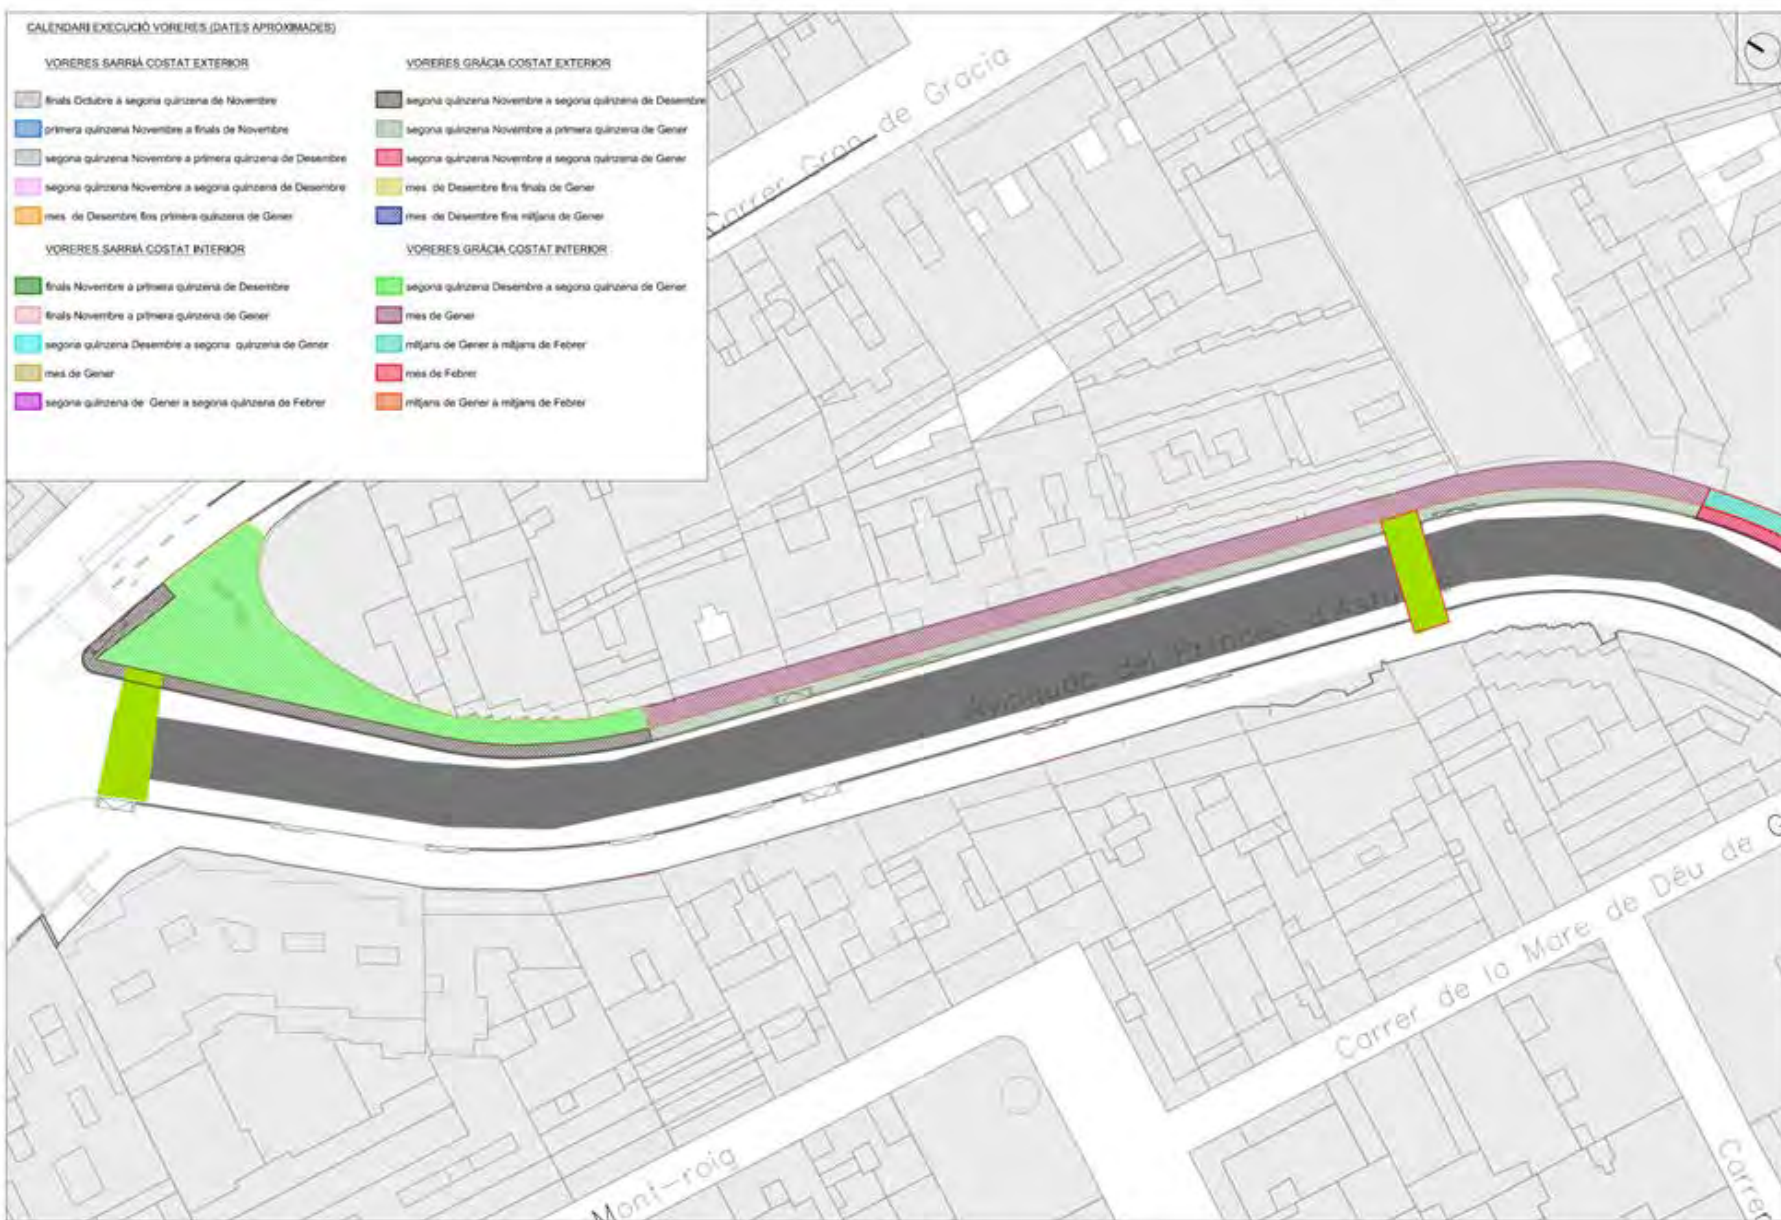 CALENDARI EXECUCIÓ VORERES (DATES APROXIMADES)
VORERES SARRIÀ COSTAT EXTERIOR
finals Octubre a segona quinzena de Novembre
primera quinzena Novembre a finals de Novembre
segona quinzena Novembre a primera quinzena de Desembre
segona quinzena Novembre a segona quinzena de Desembre
mes de Desembre fins primera quinzena de Gener
VORERES SARRIÀ COSTAT INTERIOR
finals Novembre a primera quinzena de Desembre
finals Novembre a primera quinzena de Gener
segona quinzena Desembre a segona quinzena de Gener
mes de Gener
segona quinzena de Gener a segona quinzena de Febrer
VORERES GRÀCIA COSTAT EXTERIOR
segona quinzena Novembre a segona quinzena de Desembre
segona quinzena Novembre a primera quinzena de Gener
segona quinzena Novembre a segona quinzena de Gener
mes de Desembre fins finals de Gener
mes de Desembre fins mitjans de Gener
VORERES GRÀCIA COSTAT INTERIOR
segona quinzena Desembre a segona quinzena de Gener
mes de Gener
mitjans de Gener a mitjans de Febrer
mes de Febrer
mitjans de Gener a mitjans de Febrer
Carrer Gran de Gracia
Avinguda del Princep d'Astu
Carrer de la Mare de Dèu de G
Mont-roig
Carrer